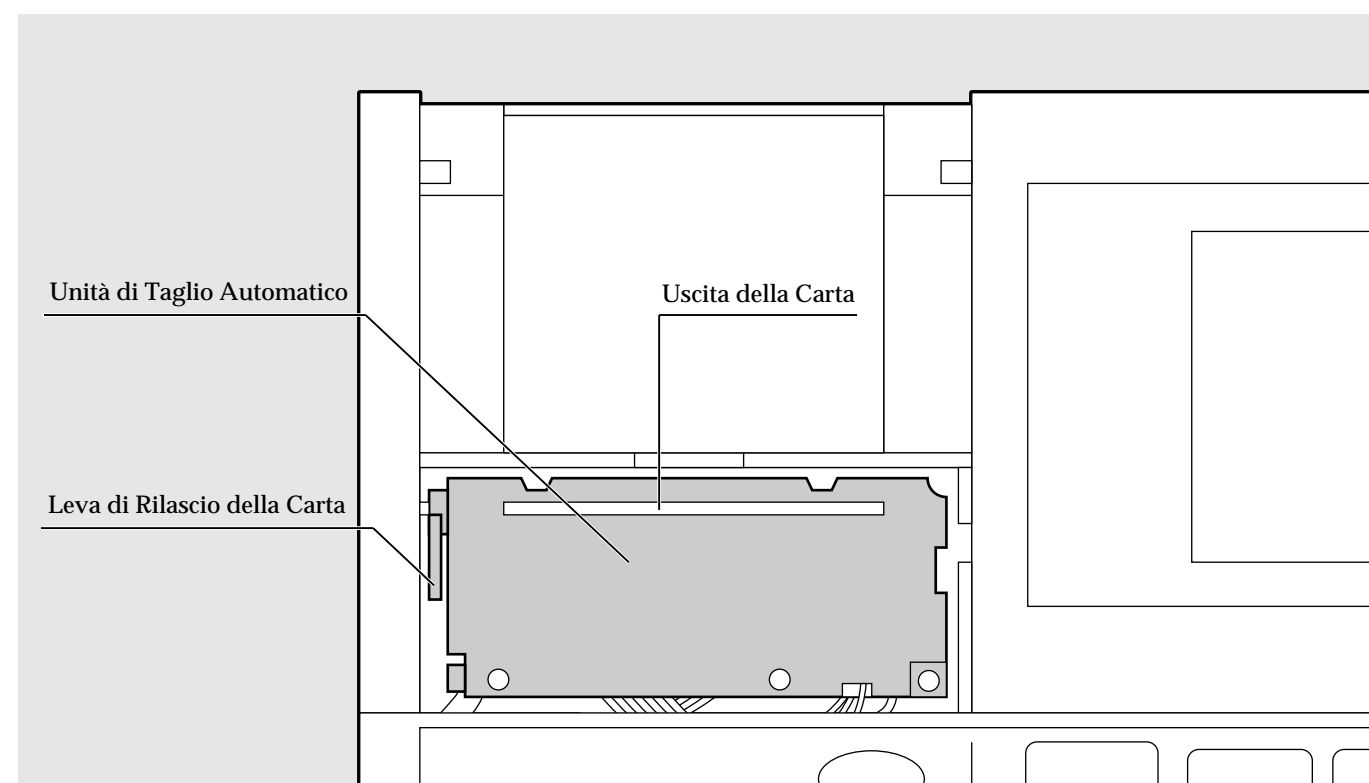 Unità di Taglio Automatico
Uscita della Carta
Leva di Rilascio della Carta